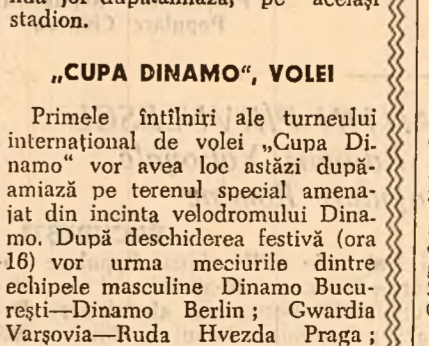 după-amiază, pe același
stadion.
„CUPA DINAMO“, VOLEI
Primele întîlniri ale turneului
internațional de volei „Cupa Di-
namo“ vor avea loc astăzi după-
amiază pe terenul special amena-
jat din incinta velodromului Dina-
mo. După deschiderea festivă (ora
16) vor urma meciurile dintre
echipele masculine Dinamo Bucu-
rești—Dinamo Berlin ; Gwardia
Varșovia—Ruda Hvezda Praga ;